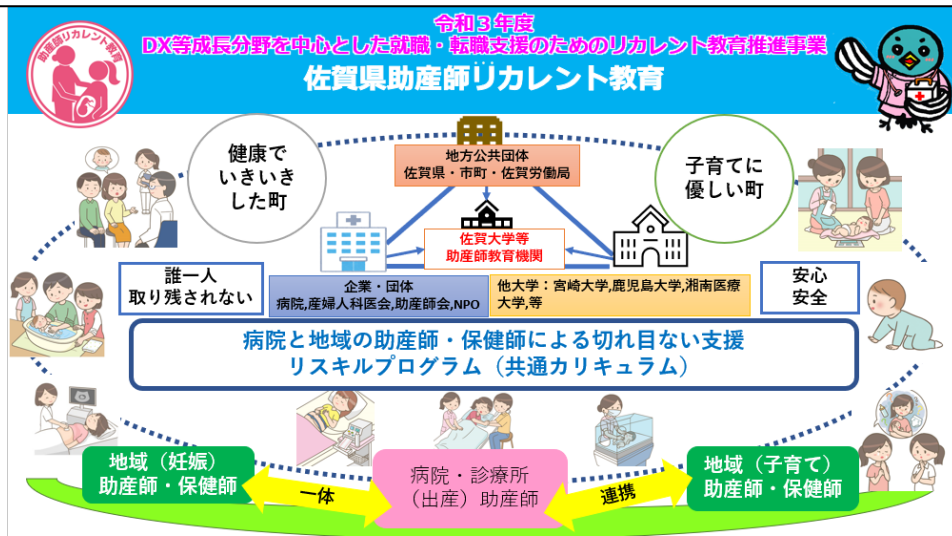 令和３年度
DX等成長分野を中心とした就職・転職支援のためのリカレント教育推進事業
佐賀県助産師リカレント教育
助産師リカレント教育
健康で
いきいき
した町
地方公共団体
佐賀県・市町・佐賀労働局
子育てに
優しい町
佐賀大学等
助産師教育機関
誰一人
取り残されない
企業・団体
病院,産婦人科医会,助産師会,NPO
他大学：宮崎大学,鹿児島大学,湘南医療
大学,等
安心
安全
病院と地域の助産師・保健師による切れ目ない支援
リスキルプログラム（共通カリキュラム）
地域（妊娠）
助産師・保健師
一体
病院・診療所
（出産）助産師
連携
地域（子育て）
助産師・保健師